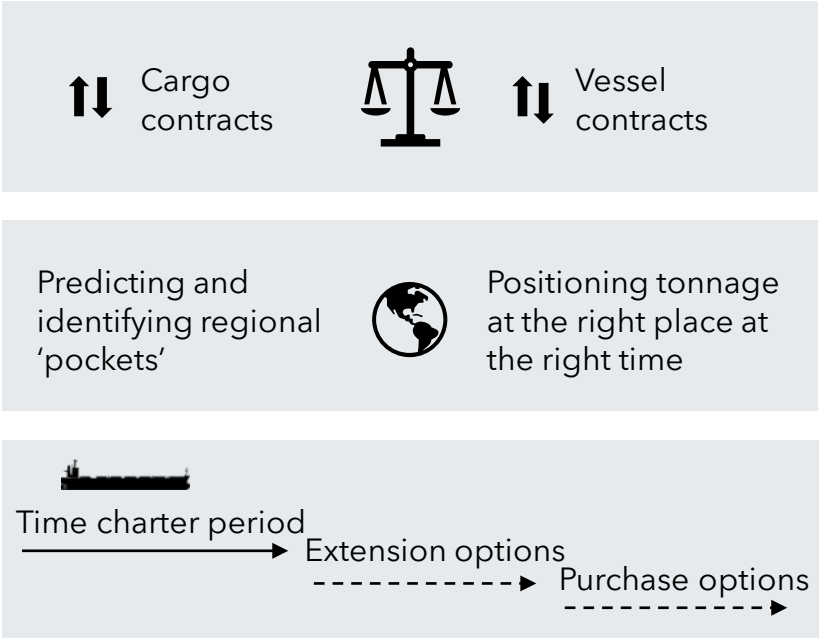 Cargo
contracts
Vessel
contracts
Predicting and
identifying regional
‘pockets’
Positioning tonnage
at the right place at
the right time
Time charter period
Extension options
Purchase options